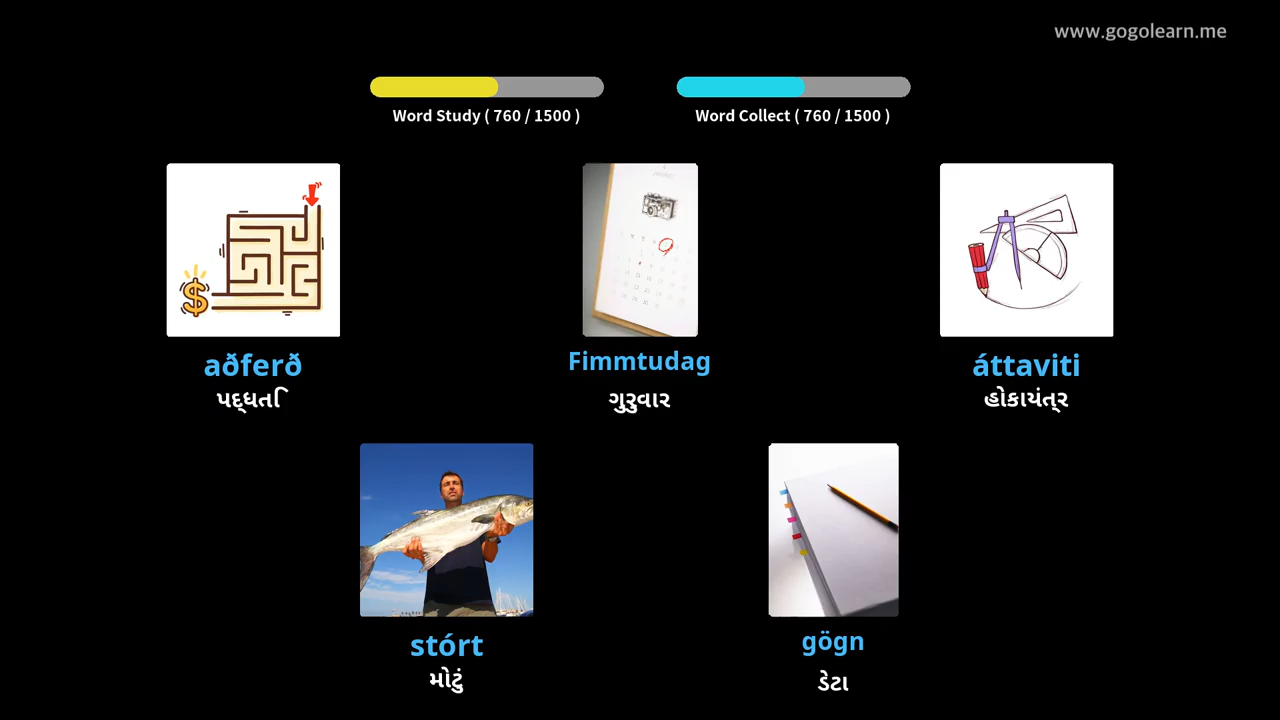 www.gogolearn.me
Word Study ( 760 / 1500 )
Word Collect ( 760 / 1500 )
aðferð
પદ્ધતિ
Fimmtudag
ગુરુવાર
áttaviti
હોકાયંત્ર
stórt
મોટું
gögn
ડેટા